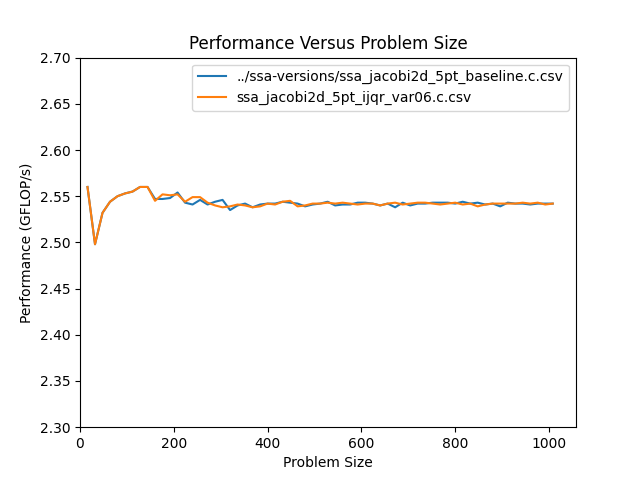 Performance Versus Problem Size
../ssa-versions/ssa_jacobi2d_5pt_baseline.c.csv
ssa_jacobi2d_5pt_ijqr_var06.c.csv
Performance (GFLOP/s)
2.70
2.65
2.60
2.55
2.50
2.45
2.40
2.35
2.30
0 200 400 600 800 1000
Problem Size